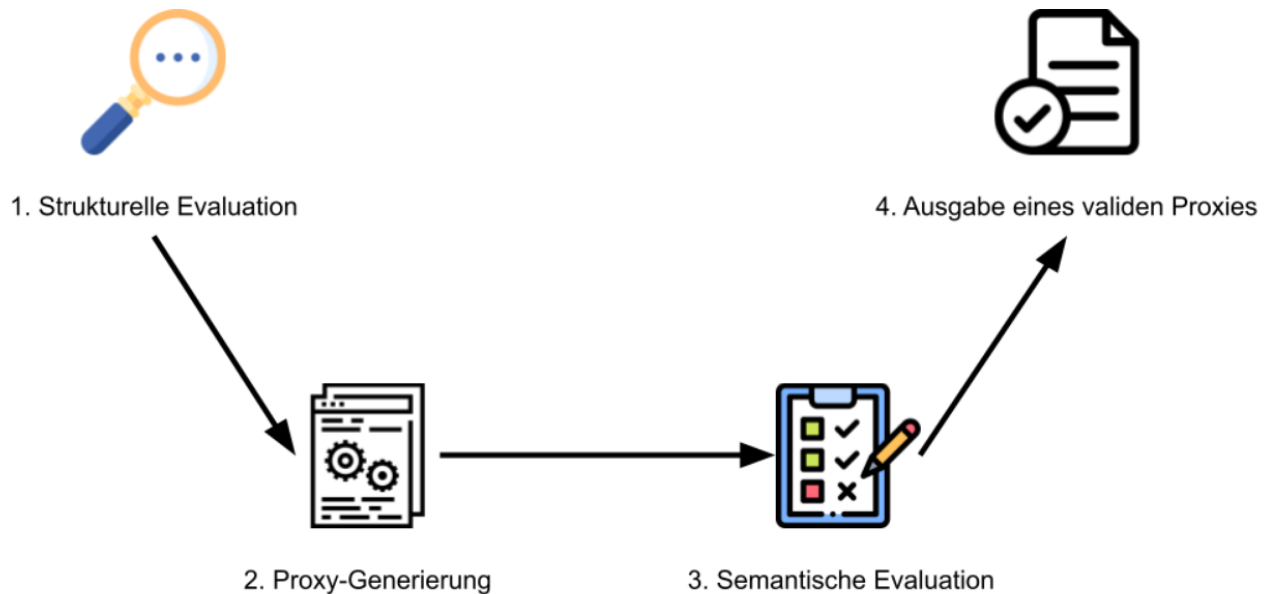 1. Strukturelle Evaluation
4. Ausgabe eines validen Proxies
2. Proxy-Generierung
3. Semantische Evaluation